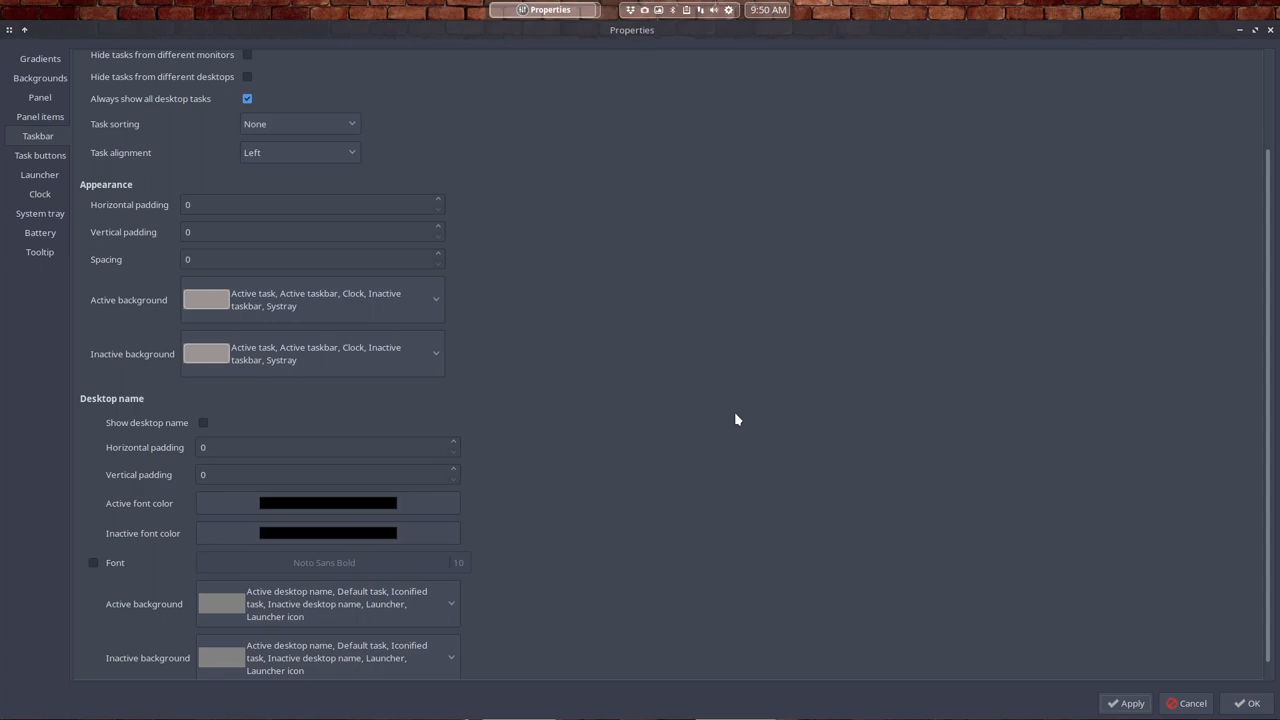 Properties
9:50 AM
Properties
Gradients
Backgrounds
Panel
Panel items
Taskbar
Task buttons
Launcher
Clock
System tray
Battery
Tooltip
Hide tasks from different monitors
Hide tasks from different desktops
Always show all desktop tasks
Task sorting None
Task alignment Left
Appearance
Horizontal padding 0
Vertical padding 0
Spacing 0
Active background Active task, Active taskbar, Clock, Inactive
taskbar, Systray
Inactive background Active task, Active taskbar, Clock, Inactive
taskbar, Systray
Desktop name
Show desktop name
Horizontal padding 0
Vertical padding 0
Active font color
Inactive font color
Font Noto Sans Bold 10
Active background Active desktop name, Default task, Iconified
task, Inactive desktop name, Launcher,
Launcher icon
Inactive background Active desktop name, Default task, Iconified
task, Inactive desktop name, Launcher,
Launcher icon
Apply Cancel OK